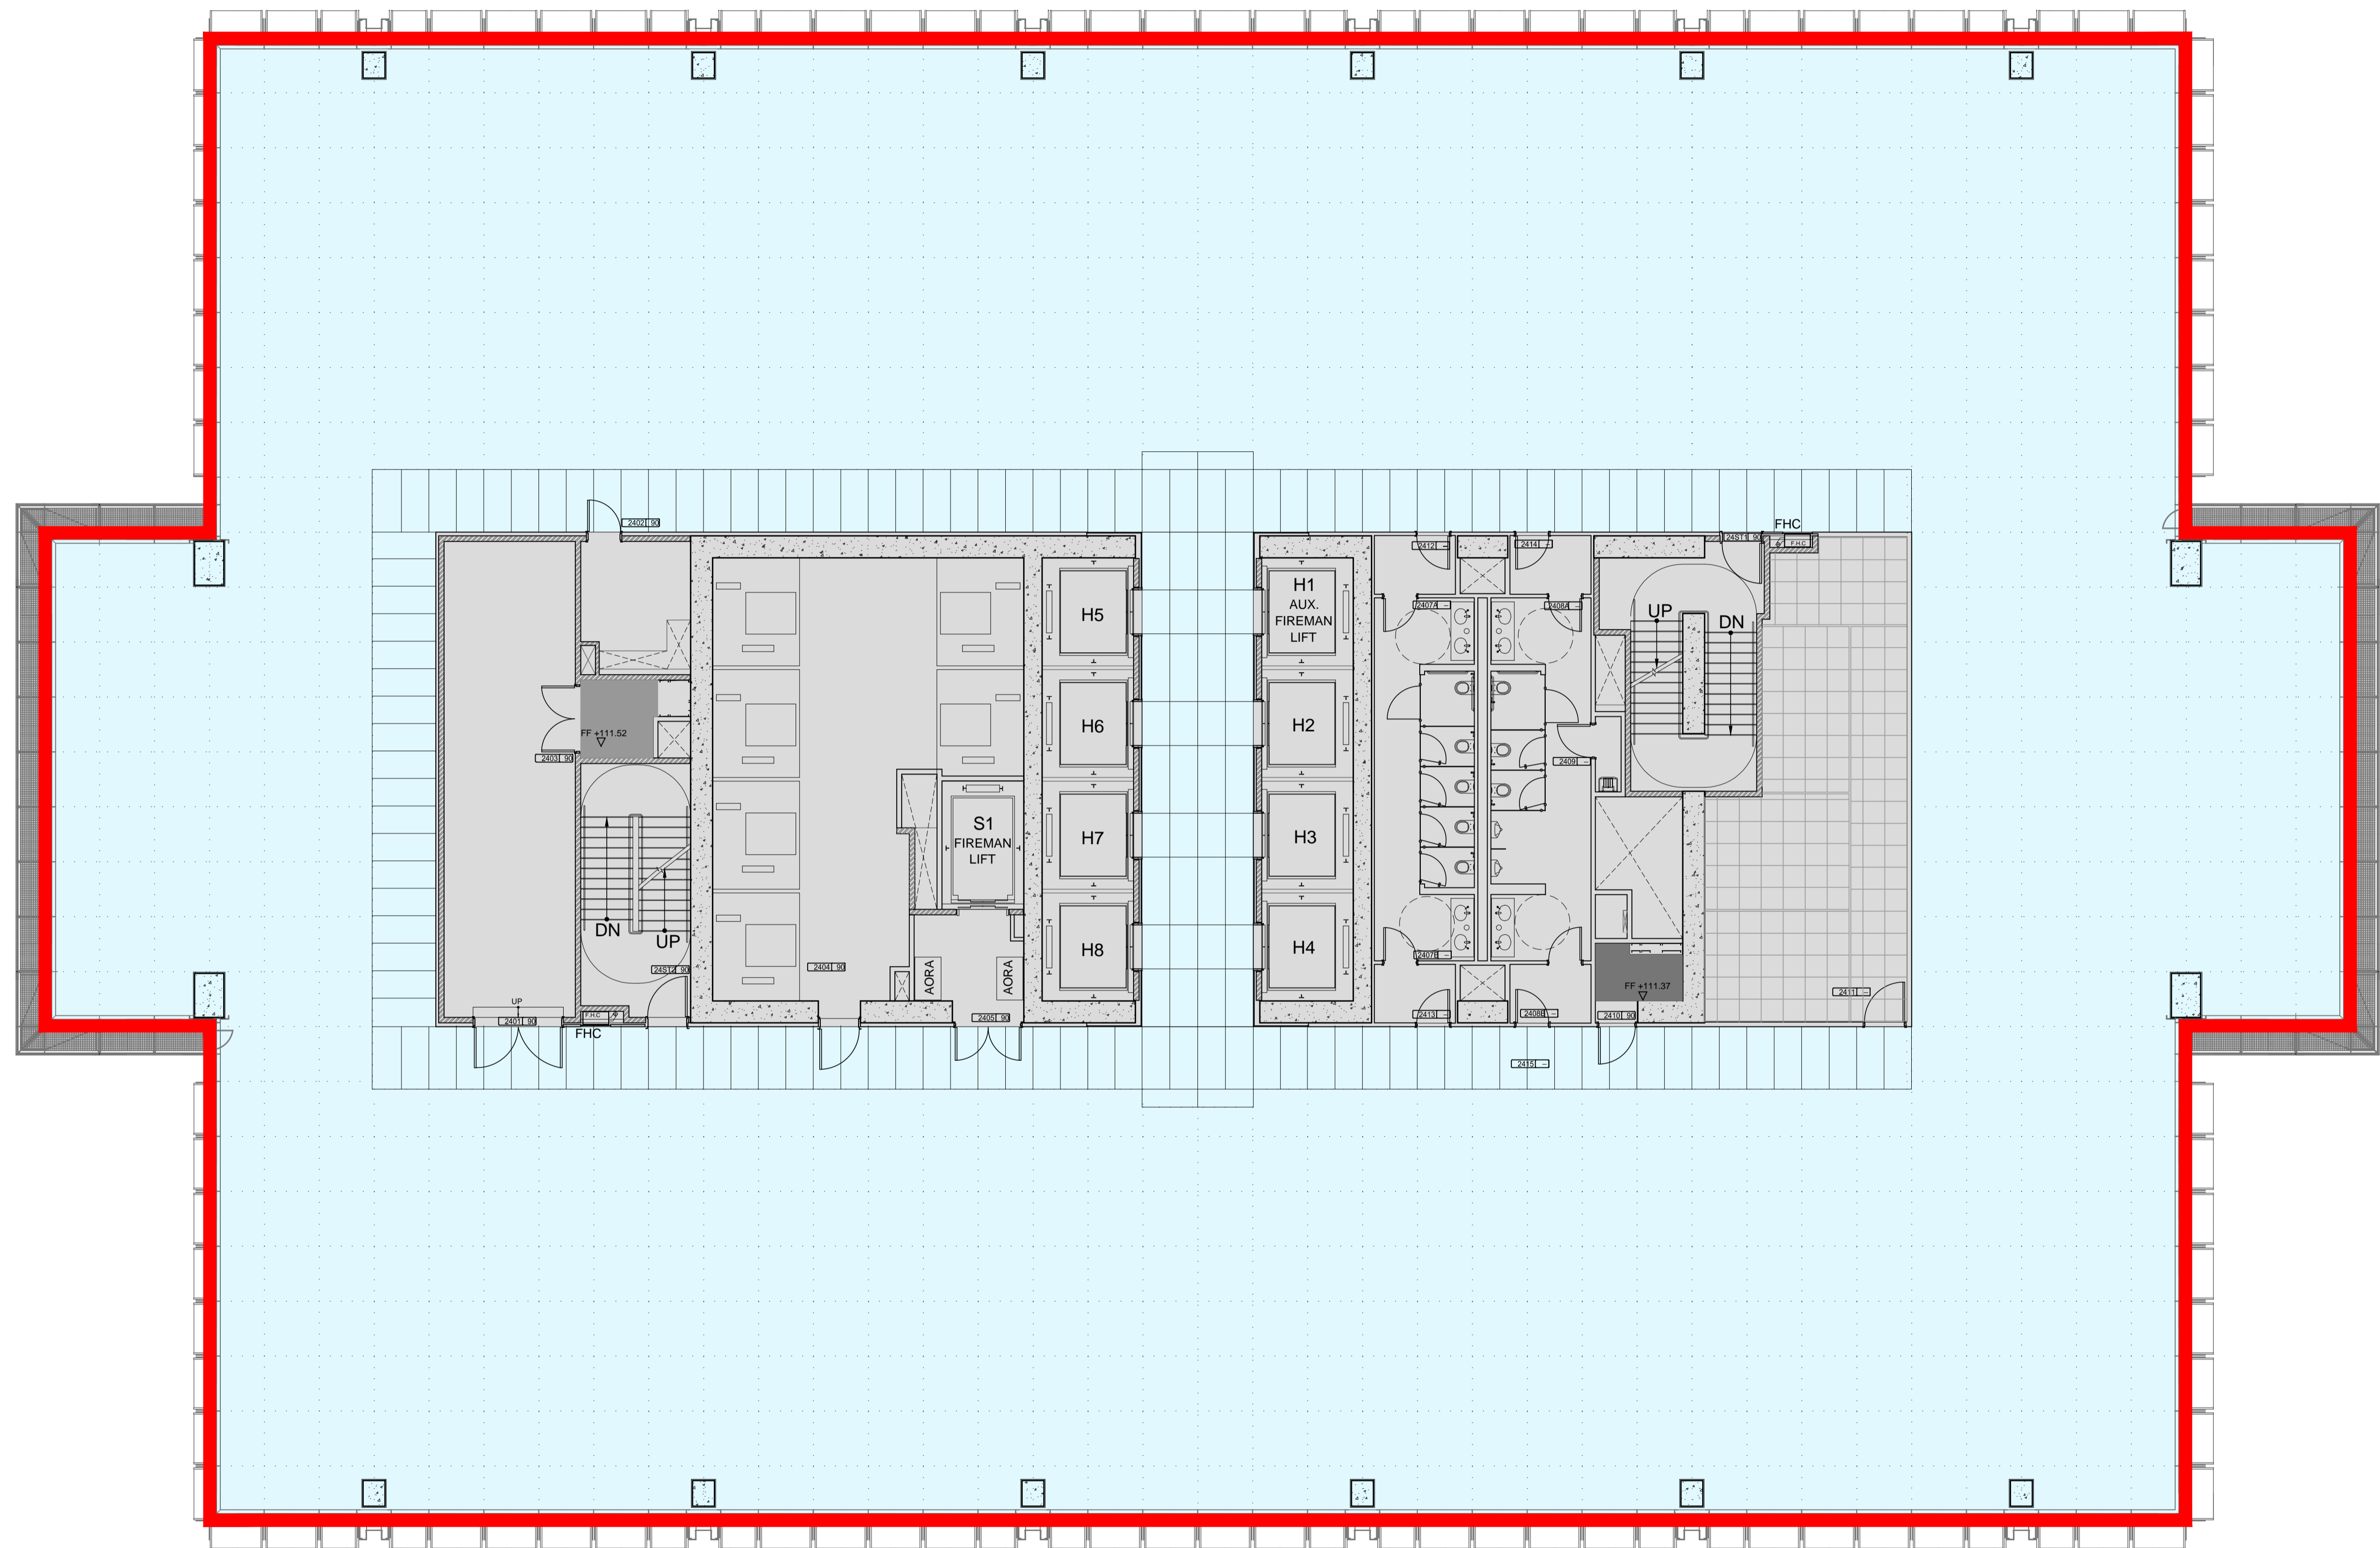 2402 90
FHC
2412 –
2414 –
24ST1 90
F.H.C
H5
H1
AUX.
FIREMAN
LIFT
2407A –
2408A –
UP
DN
H6
H2
FF +111.52
2403 90
2409 –
S1
FIREMAN
LIFT
H7
H3
DN
UP
H8
H4
24ST2 90
2404 90
AORA
AORA
2407B –
FF +111.37
2411 –
UP
2401 90
F.H.C
FHC
2405 90
2413 –
2408B –
2410 90
2415 –